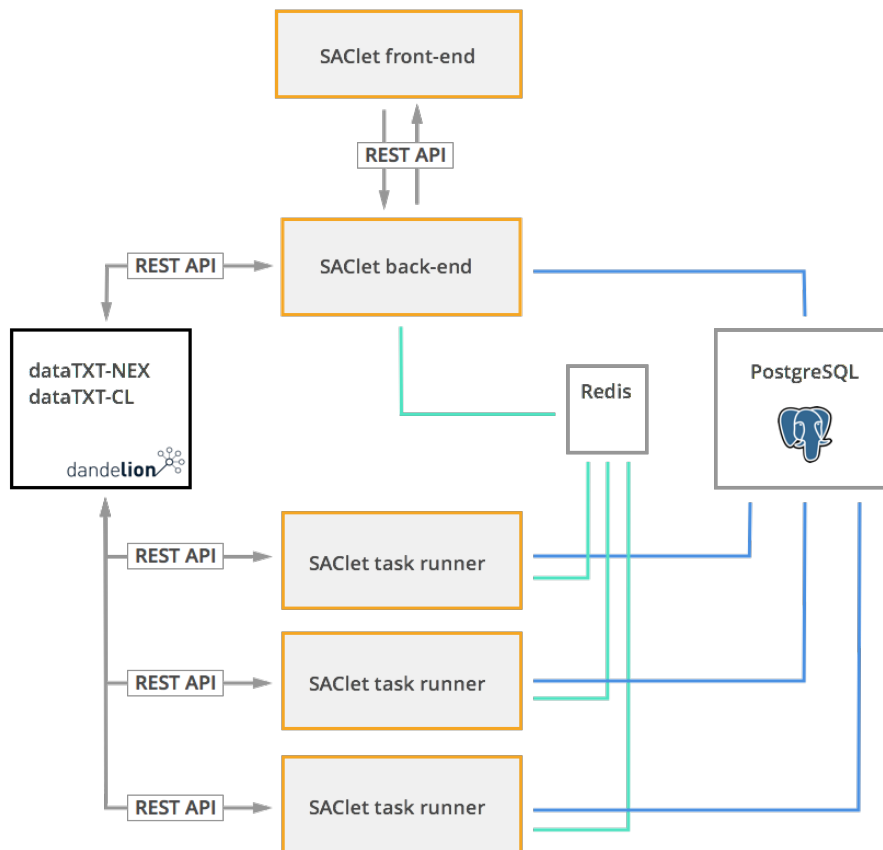 SAClet front-end
REST API
REST API
SAClet back-end
dataTXT-NEX
dataTXT-CL
dandelion
Redis
PostgreSQL
REST API
SAClet task runner
REST API
SAClet task runner
REST API
SAClet task runner